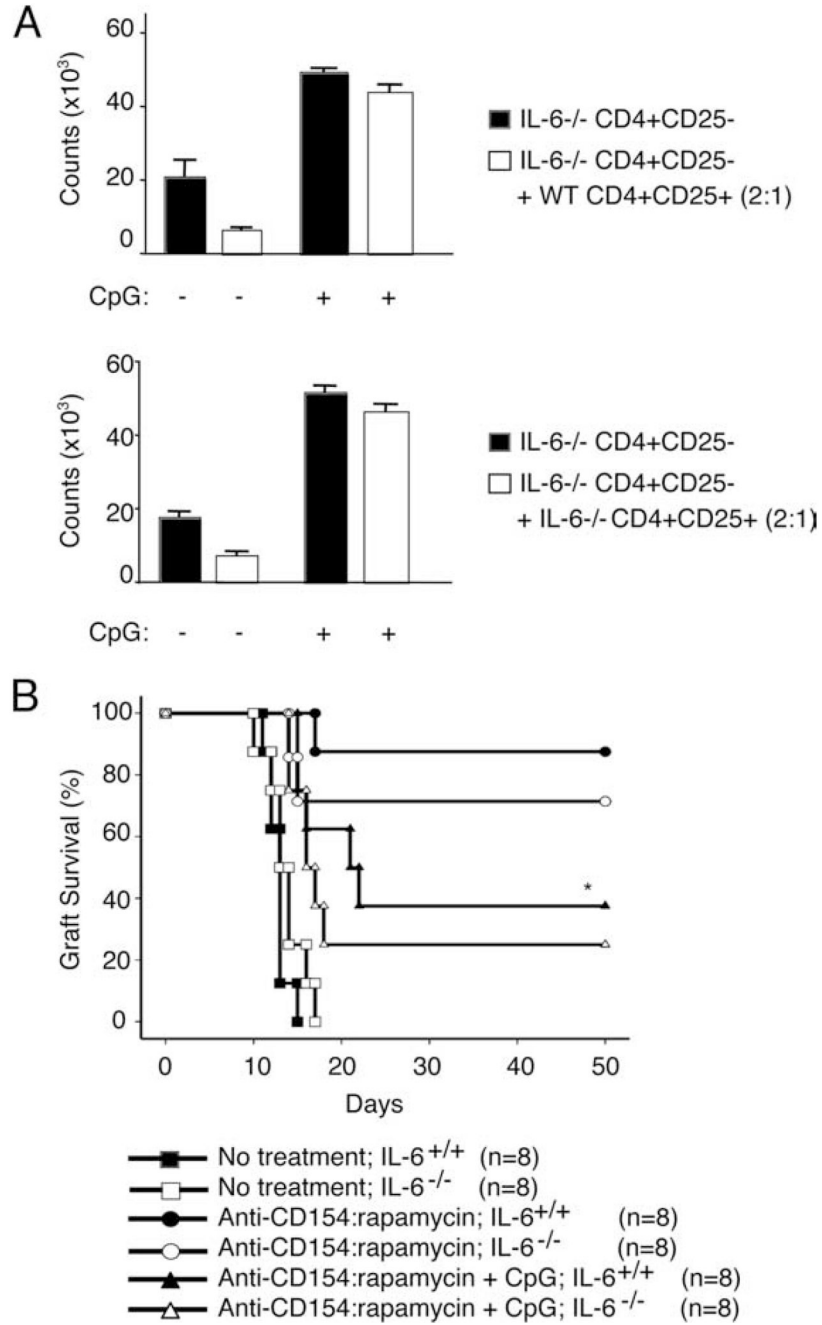 A
60
40
20
0
Counts (x10³)
IL-6-/- CD4+CD25-
IL-6-/- CD4+CD25-
+ WT CD4+CD25+ (2:1)
CpG: - - + +
60
40
20
0
Counts (x10³)
IL-6-/- CD4+CD25-
IL-6-/- CD4+CD25-
+ IL-6-/- CD4+CD25+ (2:1)
CpG: - - + +
B
100
80
60
40
20
0
Graft Survival (%)
*
0 10 20 30 40 50
Days
No treatment; IL-6+/+ (n=8)
No treatment; IL-6-/- (n=8)
Anti-CD154:rapamycin; IL-6+/+ (n=8)
Anti-CD154:rapamycin; IL-6-/- (n=8)
Anti-CD154:rapamycin + CpG; IL-6+/+ (n=8)
Anti-CD154:rapamycin + CpG; IL-6-/- (n=8)